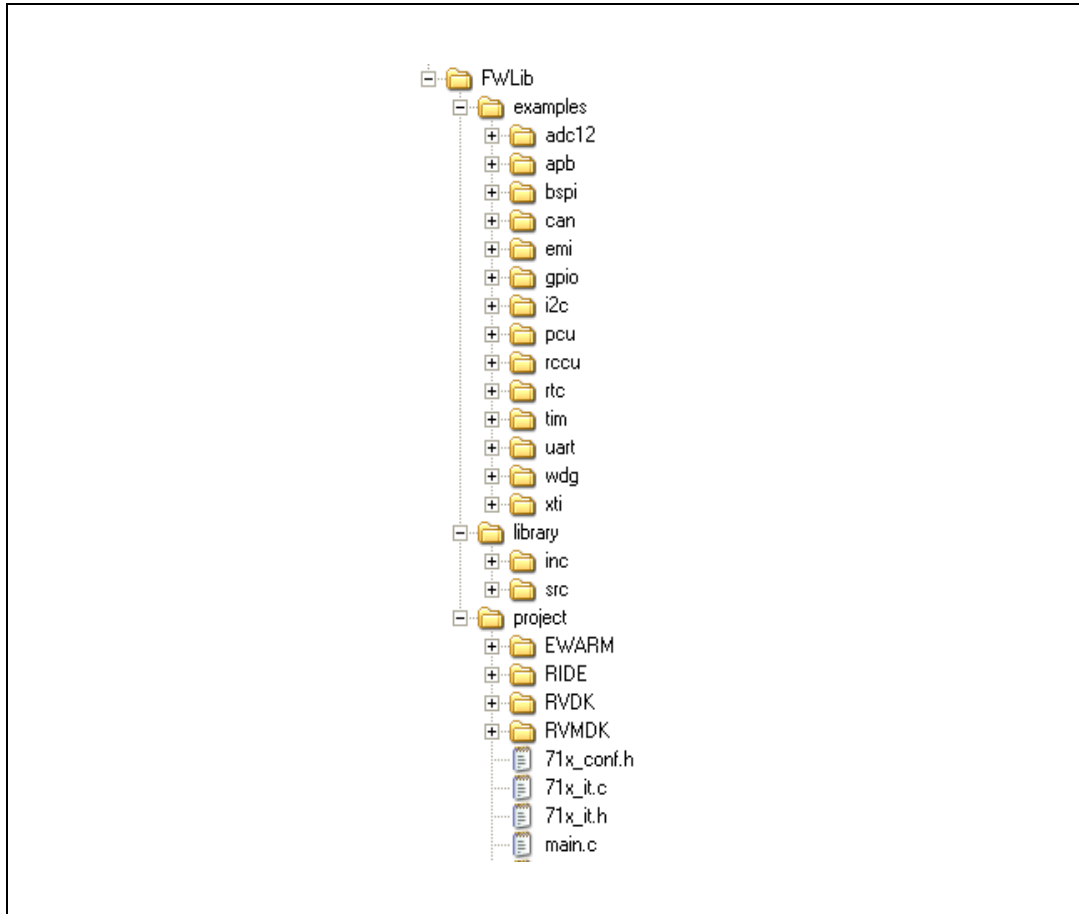 FWLib
examples
adc12
apb
bspi
can
emi
gpio
i2c
pcu
rccu
rtc
tim
uart
wdg
xti
library
inc
src
project
EWARM
RIDE
RVDK
RVMDK
71x_conf.h
71x_it.c
71x_it.h
main.c